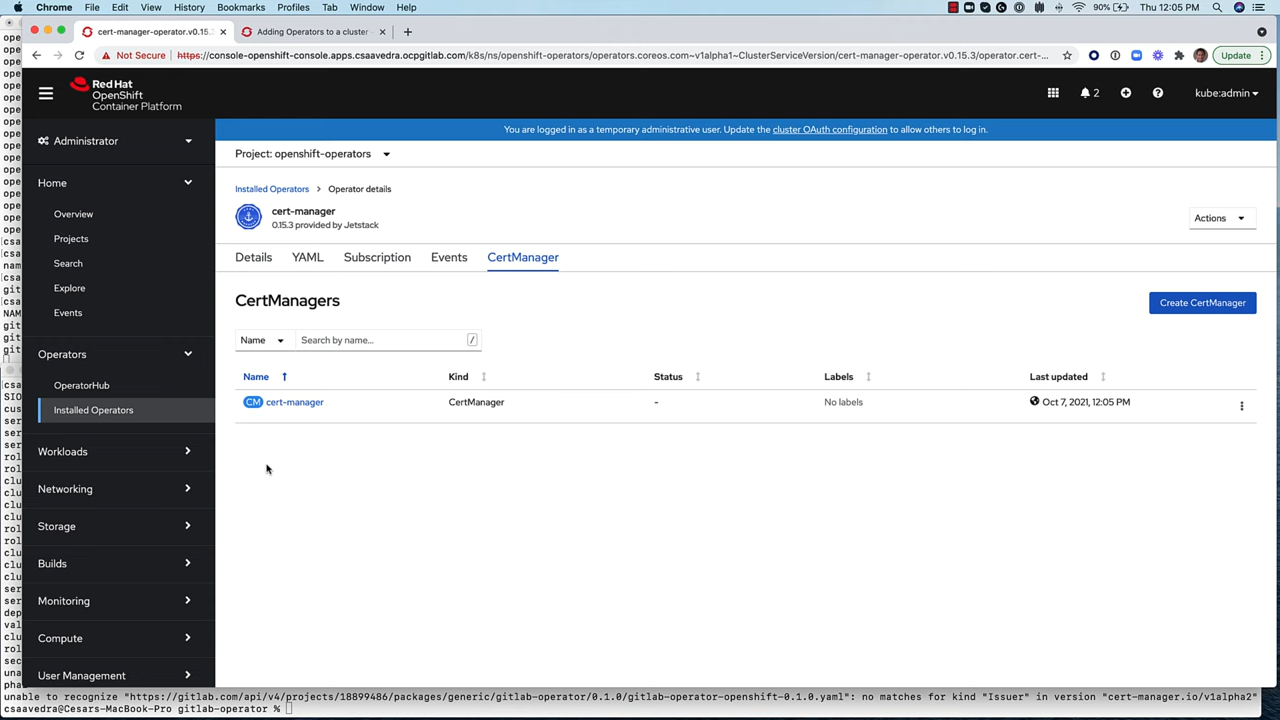 Chrome File Edit View History Bookmarks Profiles Tab Window Help 90% Thu 12:05 PM
cert-manager-operator.v0.15.3 Adding Operators to a cluster
Not Secure https://console-openshift-console.apps.csaavedra.ocpgitlab.com/k8s/ns/openshift-operators/operators.coreos.com~v1alpha1~ClusterServiceVersion/cert-manager-operator.v0.15.3/operator.cert-... Update
Red Hat
OpenShift
Container Platform
2
kube:admin
You are logged in as a temporary administrative user. Update the cluster OAuth configuration to allow others to log in.
Administrator
Home
Overview
Projects
Search
Explore
Events
Operators
OperatorHub
Installed Operators
Workloads
Networking
Storage
Builds
Monitoring
Compute
User Management
Project: openshift-operators
Installed Operators > Operator details
cert-manager
0.15.3 provided by Jetstack
Actions
Details YAML Subscription Events CertManager
CertManagers
Create CertManager
Name Search by name... /
Name Kind Status Labels Last updated
CM cert-manager CertManager - No labels Oct 7, 2021, 12:05 PM
unable to recognize "https://gitlab.com/api/v4/projects/18899486/packages/generic/gitlab-operator/0.1.0/gitlab-operator-openshift-0.1.0.yaml": no matches for kind "Issuer" in version "cert-manager.io/v1alpha2"
csaavedra@Cesars-MacBook-Pro gitlab-operator %